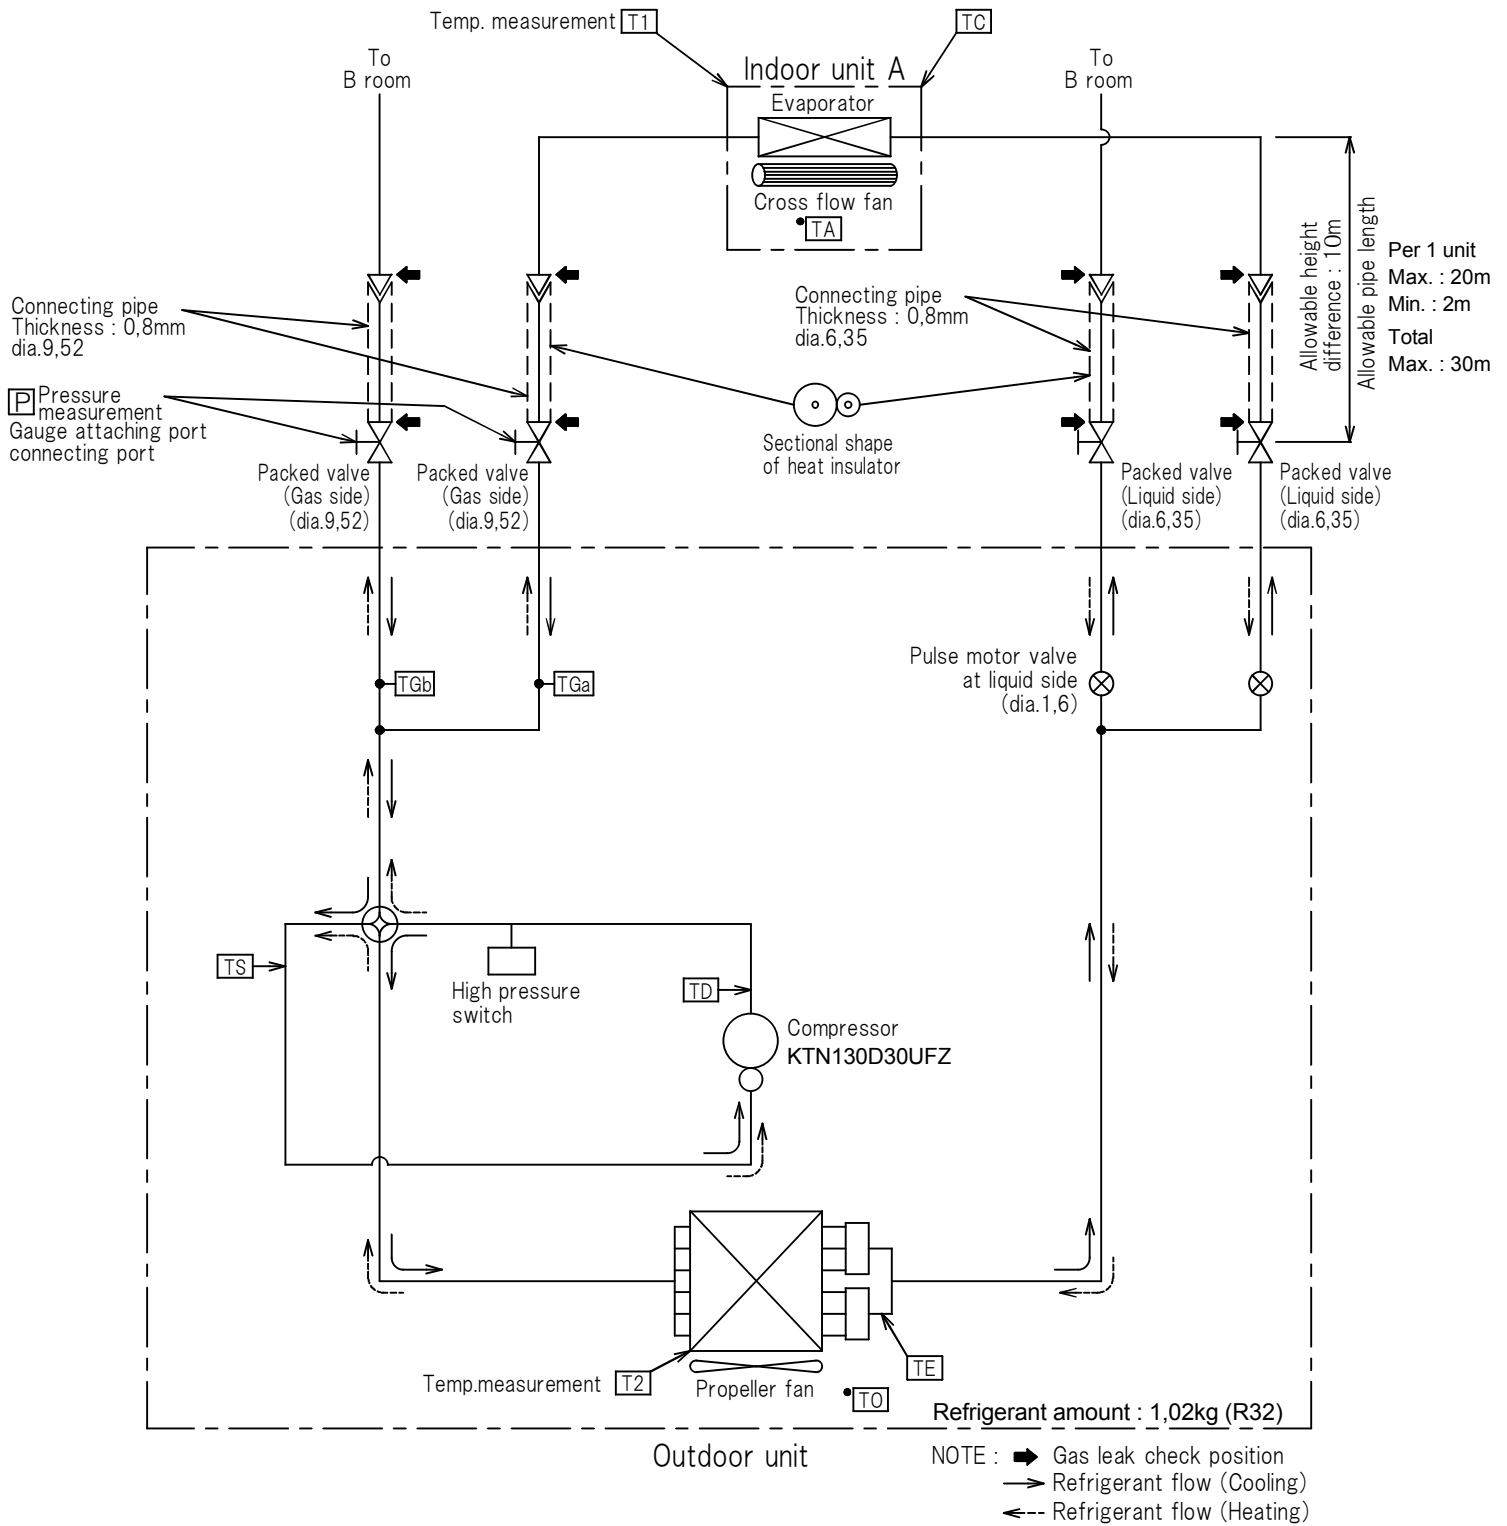 Temp. measurement T1
TC
To
B room
Indoor unit A
To
B room
Evaporator
Cross flow fan
TA
Allowable height
difference : 10m
Allowable pipe length
Per 1 unit
Max. : 20m
Min. : 2m
Total
Max. : 30m
Connecting pipe
Thickness : 0,8mm
dia.9,52
Connecting pipe
Thickness : 0,8mm
dia.6,35
P Pressure
measurement
Gauge attaching port
connecting port
Sectional shape
of heat insulator
Packed valve
(Gas side)
(dia.9,52)
Packed valve
(Gas side)
(dia.9,52)
Packed valve
(Liquid side)
(dia.6,35)
Packed valve
(Liquid side)
(dia.6,35)
TGb
TGa
Pulse motor valve
at liquid side
(dia.1,6)
TS
High pressure
switch
TD
Compressor
KTN130D30UFZ
Temp.measurement T2
Propeller fan
TO
TE
Refrigerant amount : 1,02kg (R32)
Outdoor unit
NOTE : Gas leak check position
Refrigerant flow (Cooling)
Refrigerant flow (Heating)